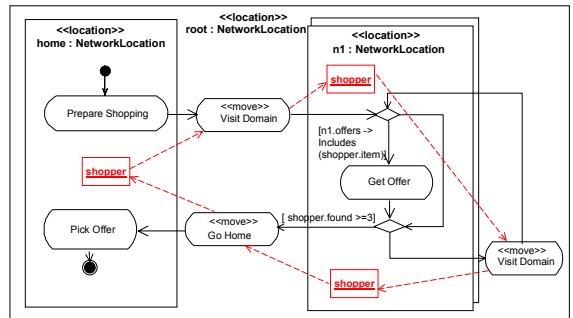 <<location>>
home : NetworkLocation
<<location>>
root : NetworkLocation
<<location>>
n1 : NetworkLocation
shopper
Prepare Shopping
<<move>>
Visit Domain
[n1.offers ->
Includes
(shopper.item)]
shopper
Get Offer
Pick Offer
<<move>>
Go Home
[ shopper.found >=3]
<<move>>
Visit Domain
shopper